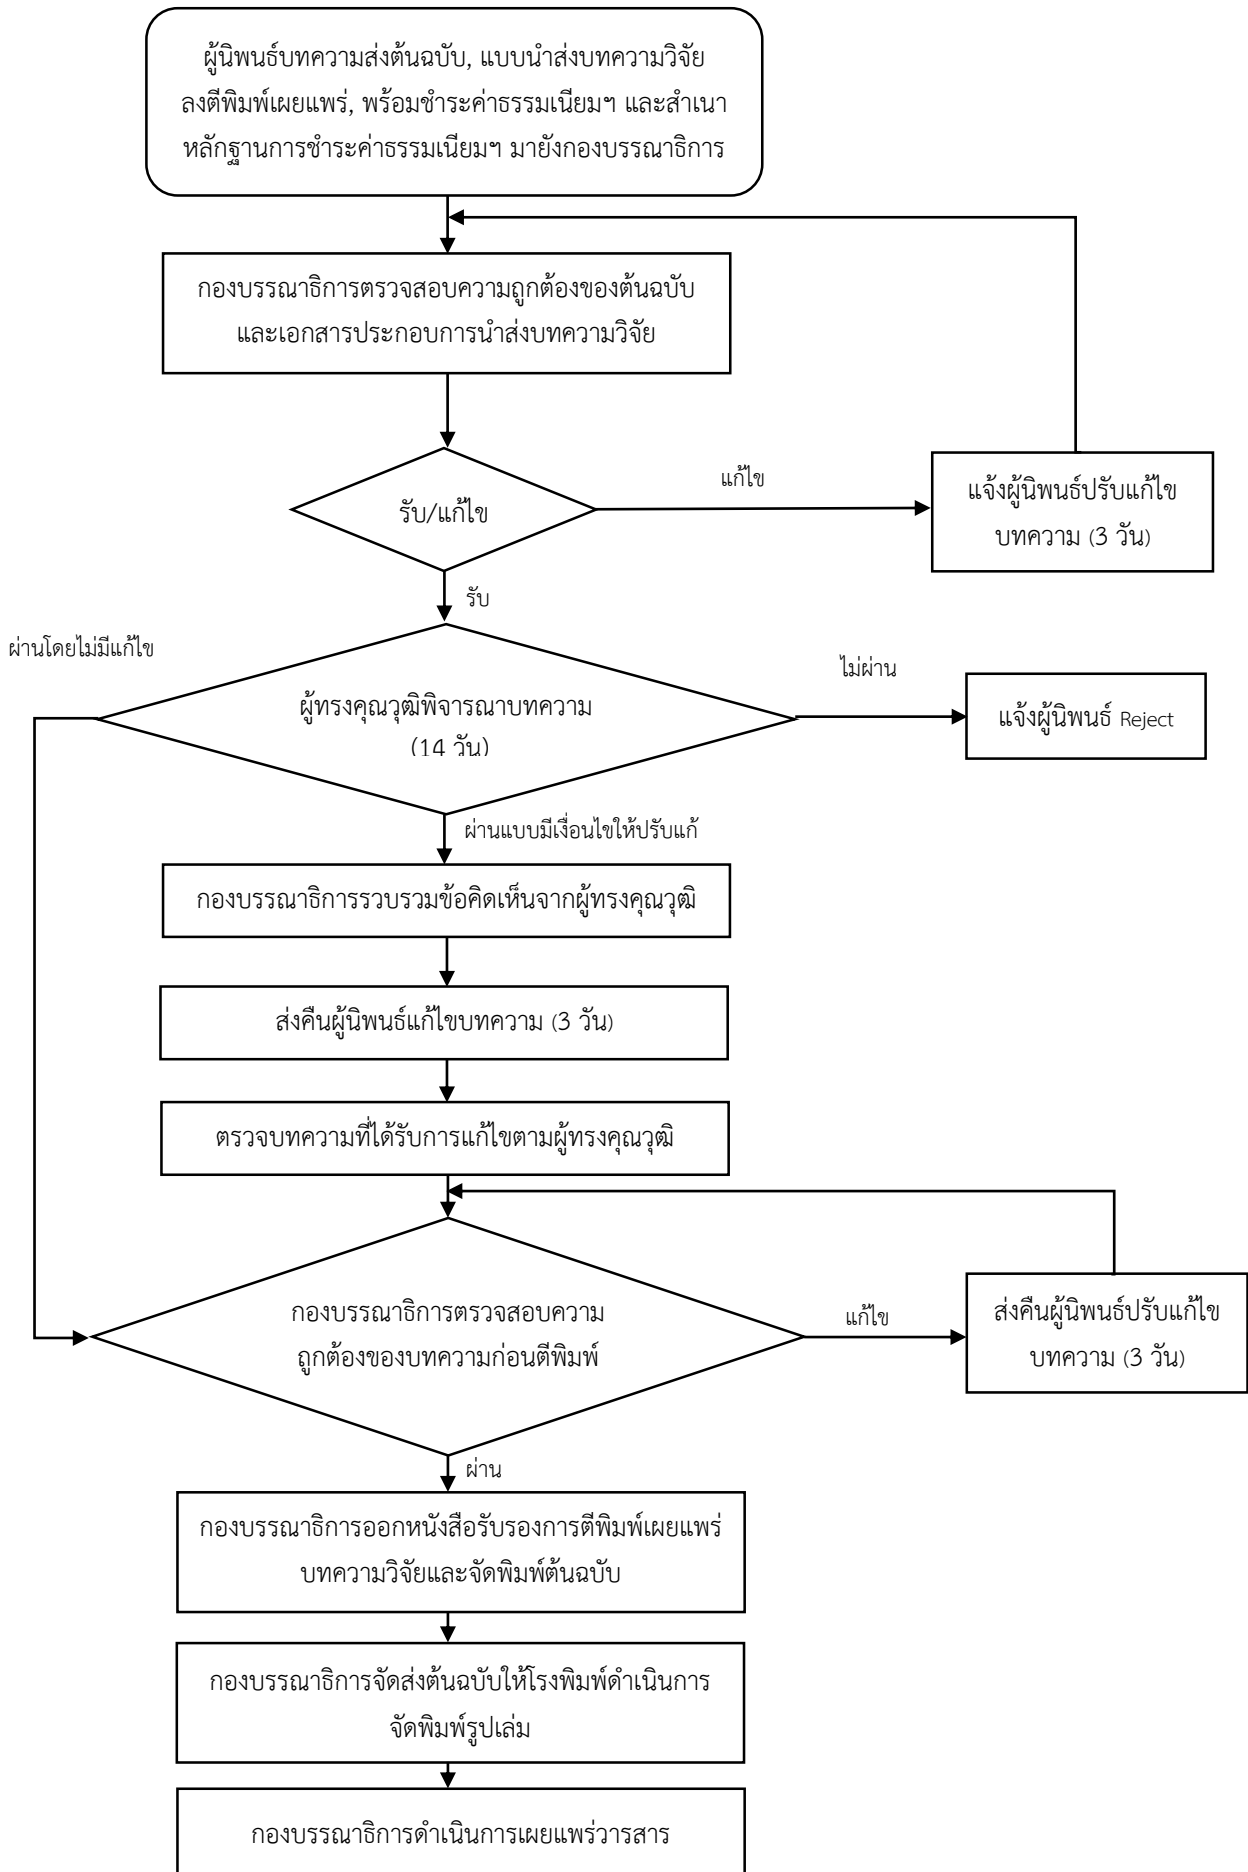 ผู้นิพนธ์บทความส่งต้นฉบับ, แบบนำส่งบทความวิจัย
ลงตีพิมพ์เผยแพร่, พร้อมชำระค่าธรรมเนียมฯ และสำเนา
หลักฐานการชำระค่าธรรมเนียมฯ มายังกองบรรณาธิการ
กองบรรณาธิการตรวจสอบความถูกต้องของต้นฉบับ
และเอกสารประกอบการนำส่งบทความวิจัย
รับ/แก้ไข
แก้ไข
แจ้งผู้นิพนธ์ปรับแก้ไข
บทความ (3 วัน)
รับ
ผ่านโดยไม่มีแก้ไข
ผู้ทรงคุณวุฒิพิจารณาบทความ
(14 วัน)
ไม่ผ่าน
แจ้งผู้นิพนธ์ Reject
ผ่านแบบมีเงื่อนไขให้ปรับแก้
กองบรรณาธิการรวบรวมข้อคิดเห็นจากผู้ทรงคุณวุฒิ
ส่งคืนผู้นิพนธ์แก้ไขบทความ (3 วัน)
ตรวจบทความที่ได้รับการแก้ไขตามผู้ทรงคุณวุฒิ
กองบรรณาธิการตรวจสอบความ
ถูกต้องของบทความก่อนตีพิมพ์
แก้ไข
ส่งคืนผู้นิพนธ์ปรับแก้ไข
บทความ (3 วัน)
ผ่าน
กองบรรณาธิการออกหนังสือรับรองการตีพิมพ์เผยแพร่
บทความวิจัยและจัดพิมพ์ต้นฉบับ
กองบรรณาธิการจัดส่งต้นฉบับให้โรงพิมพ์ดำเนินการ
จัดพิมพ์รูปเล่ม
กองบรรณาธิการดำเนินการเผยแพร่วารสาร